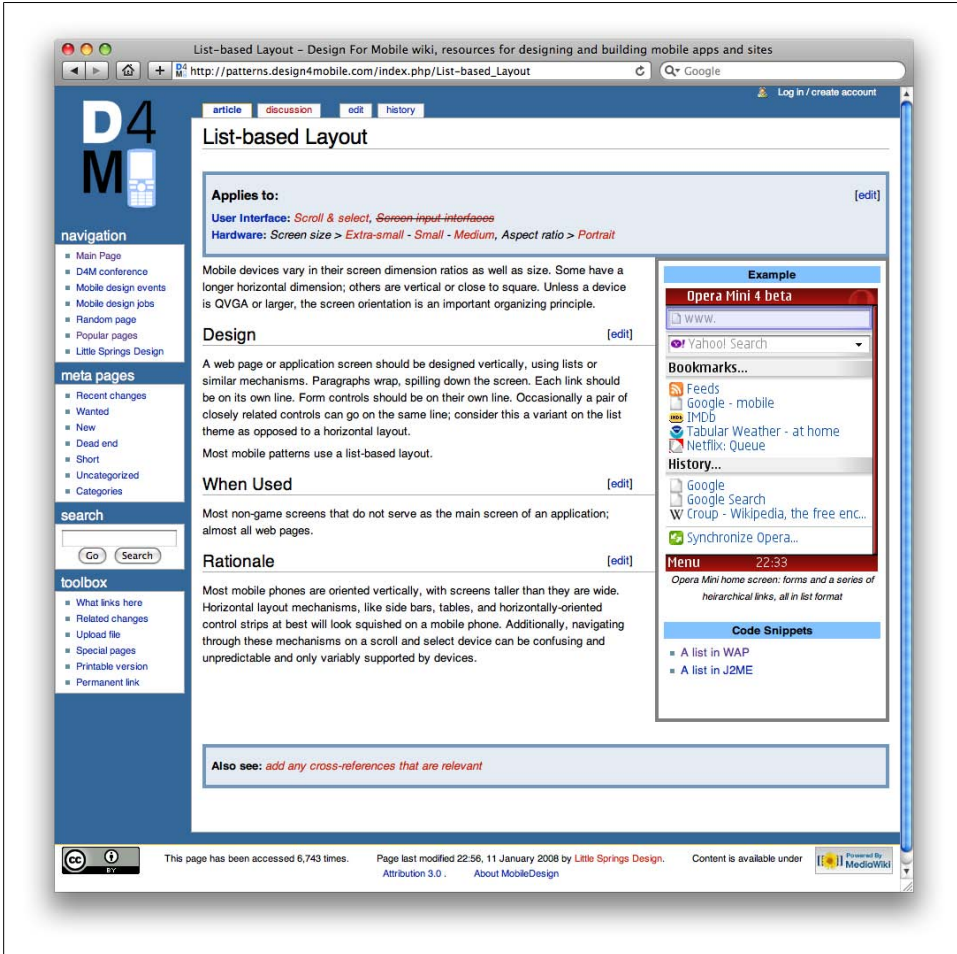 List-based Layout – Design For Mobile wiki, resources for designing and building mobile apps and sites
http://patterns.design4mobile.com/index.php/List-based_Layout
Google
Log in / create account
D4
M
article
discussion
edit
history
List-based Layout
Applies to:
[edit]
User Interface: Scroll & select, Screen input interfaces
Hardware: Screen size > Extra-small - Small - Medium, Aspect ratio > Portrait
navigation
Main Page
D4M conference
Mobile design events
Mobile design jobs
Random page
Popular pages
Little Springs Design
meta pages
Recent changes
Wanted
New
Dead end
Short
Uncategorized
Categories
search
Go
Search
toolbox
What links here
Related changes
Upload file
Special pages
Printable version
Permanent link
Mobile devices vary in their screen dimension ratios as well as size. Some have a
longer horizontal dimension; others are vertical or close to square. Unless a device
is QVGA or larger, the screen orientation is an important organizing principle.
Design
[edit]
A web page or application screen should be designed vertically, using lists or
similar mechanisms. Paragraphs wrap, spilling down the screen. Each link should
be on its own line. Form controls should be on their own line. Occasionally a pair of
closely related controls can go on the same line; consider this a variant on the list
theme as opposed to a horizontal layout.
Most mobile patterns use a list-based layout.
When Used
[edit]
Most non-game screens that do not serve as the main screen of an application;
almost all web pages.
Rationale
[edit]
Most mobile phones are oriented vertically, with screens taller than they are wide.
Horizontal layout mechanisms, like side bars, tables, and horizontally-oriented
control strips at best will look squished on a mobile phone. Additionally, navigating
through these mechanisms on a scroll and select device can be confusing and
unpredictable and only variably supported by devices.
Example
Opera Mini 4 beta
www.
Y! Yahoo! Search
Bookmarks...
Feeds
Google - mobile
IMDb IMDb
Tabular Weather - at home
Netflix: Queue
History...
Google
Google Search
W Croup - Wikipedia, the free enc...
Synchronize Opera...
Menu 22:33
Opera Mini home screen: forms and a series of
heirarchical links, all in list format
Code Snippets
A list in WAP
A list in J2ME
Also see: add any cross-references that are relevant
cc BY
This page has been accessed 6,743 times.
Page last modified 22:56, 11 January 2008 by Little Springs Design.
Content is available under
Attribution 3.0 .
About MobileDesign
Powered By
MediaWiki